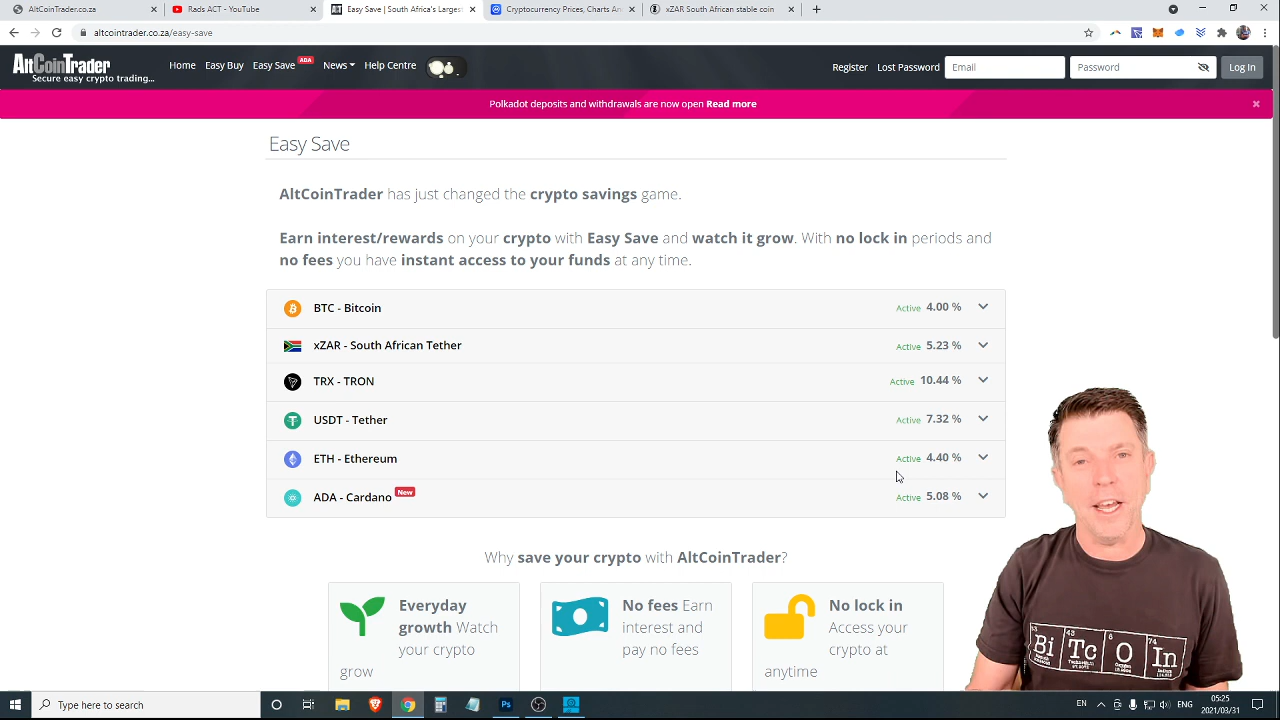 AltCoinTrader.co.za
Rads ACT - YouTube
Easy Save | South Africa's Larges
Cryptocurrency Prices, Charts An
xZAR South African stable coin
altcointrader.co.za/easy-save
AltCoinTrader
Secure easy crypto trading...
Home
Easy Buy
Easy Save
ADA
News
Help Centre
Register
Lost Password
Email
Password
Log In
Polkadot deposits and withdrawals are now open Read more
Easy Save
AltCoinTrader has just changed the crypto savings game.
Earn interest/rewards on your crypto with Easy Save and watch it grow. With no lock in periods and
no fees you have instant access to your funds at any time.
BTC - Bitcoin Active 4.00 %
xZAR - South African Tether Active 5.23 %
TRX - TRON Active 10.44 %
USDT - Tether Active 7.32 %
ETH - Ethereum Active 4.40 %
ADA - Cardano New Active 5.08 %
Why save your crypto with AltCoinTrader?
Everyday
growth Watch
your crypto
grow
No fees Earn
interest and
pay no fees
No lock in
Access your
crypto at
anytime
Bi Tc O In
Type here to search
EN
ENG
05:25
2021/03/31